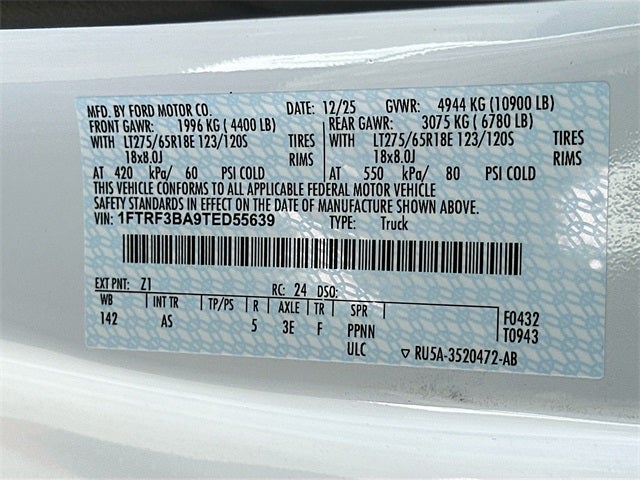 MFD. BY FORD MOTOR CO. DATE: 12/25 GVWR: 4944 KG (10900 LB)
FRONT GAWR: 1996 KG (4400 LB) REAR GAWR: 3075 KG (6780 LB)
WITH LT275/65R18E 123/120S TIRES WITH LT275/65R18E 123/120S TIRES
18x8.0J RIMS 18x8.0J RIMS
AT 420 kPa/ 60 PSI COLD AT 550 kPa/ 80 PSI COLD
THIS VEHICLE CONFORMS TO ALL APPLICABLE FEDERAL MOTOR VEHICLE
SAFETY STANDARDS IN EFFECT ON THE DATE OF MANUFACTURE SHOWN ABOVE.
VIN: 1FTRF3BA9TED55639 TYPE: Truck
EXT PNT: Z1 RC: 24 DSO:
WB INT TR TP/PS R AXLE TR SPR F0432
142 AS 5 3E F PPNN T0943
ULC RU5A-3520472-AB